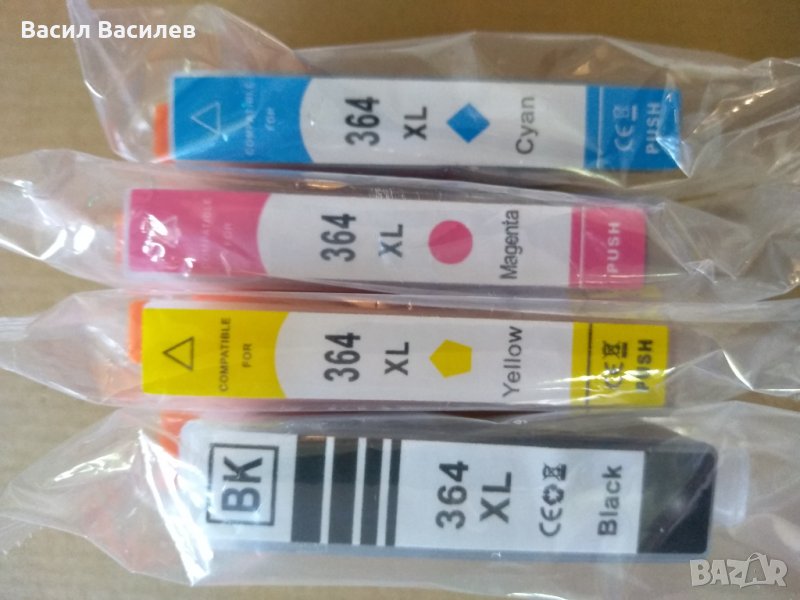 Васил Василев
COMPATIBLE
FOR
364
XL
Cyan
CE
PUSH
COMPATIBLE
FOR
364
XL
Magenta
PUSH
COMPATIBLE
FOR
364
XL
Yellow
CE
PUSH
BK
364
XL
CE
Black
BAZAR